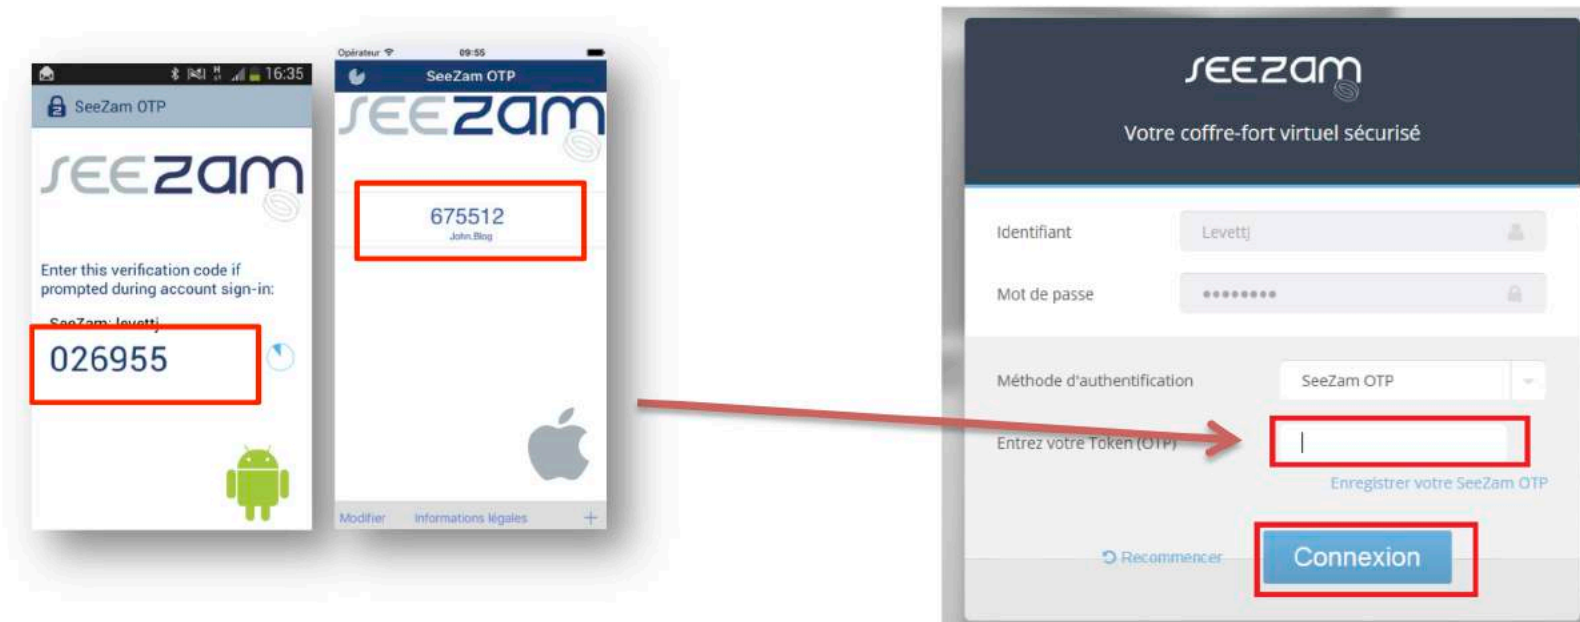 16:35
SeeZam OTP
SEEZam
Enter this verification code if
prompted during account sign-in:
SeeZam: levettj
026955
Opérateur 09:55
SeeZam OTP
SEEZam
675512
John.Blog
Modifier Informations légales +
SEEZam
Votre coffre-fort virtuel sécurisé
Identifiant Levettj
Mot de passe ••••••••
Méthode d'authentification SeeZam OTP
Entrez votre Token (OTP)
Enregistrer votre SeeZam OTP
Recommencer Connexion